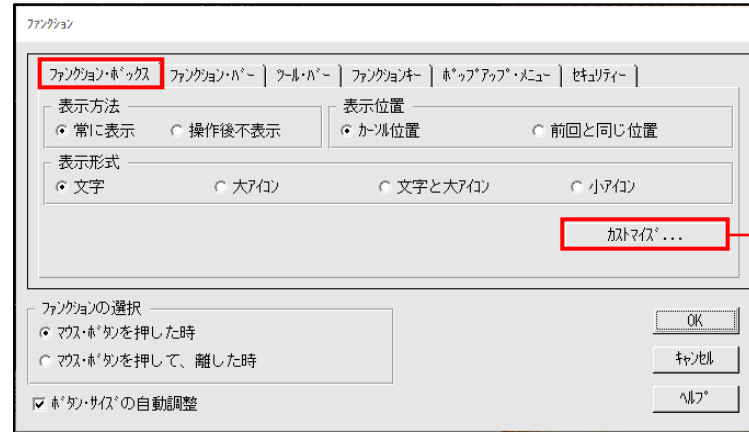 ﾌｧﾝｸｼｮﾝ
ﾌｧﾝｸｼｮﾝ・ﾎﾞｯｸｽ ﾌｧﾝｸｼｮﾝ・ﾊﾞｰ ﾂｰﾙ・ﾊﾞｰ ﾌｧﾝｸｼｮﾝｷｰ ﾎﾟｯﾌﾟｱｯﾌﾟ・ﾒﾆｭｰ ｾｷｭﾘﾃｨｰ
表示方法 表示位置
常に表示 操作後不表示 ｶｰｿﾙ位置 前回と同じ位置
表示形式
文字 大ｱｲｺﾝ 文字と大ｱｲｺﾝ 小ｱｲｺﾝ
ｶｽﾄﾏｲｽﾞ...
ﾌｧﾝｸｼｮﾝの選択
ﾏｳｽ・ﾎﾞﾀﾝを押した時 OK
ﾏｳｽ・ﾎﾞﾀﾝを押して、離した時 ｷｬﾝｾﾙ
ﾎﾞﾀﾝ・ｻｲｽﾞの自動調整 ﾍﾙﾌﾟ